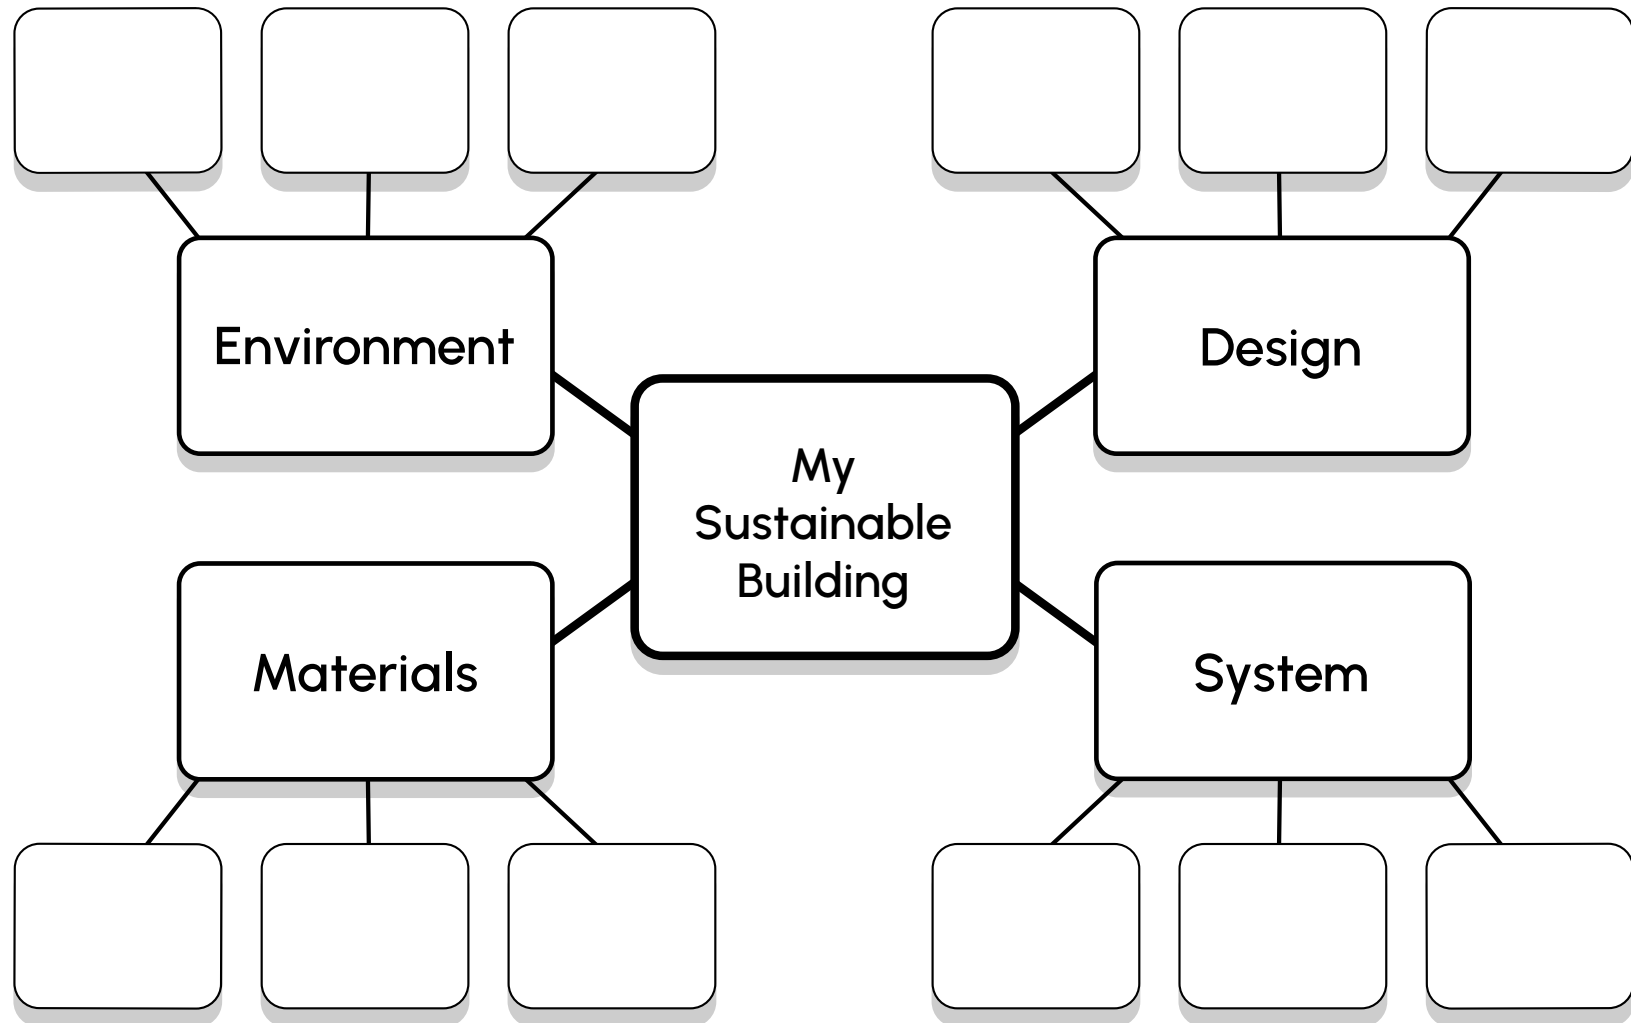 Environment
Design
My
Sustainable
Building
Materials
System